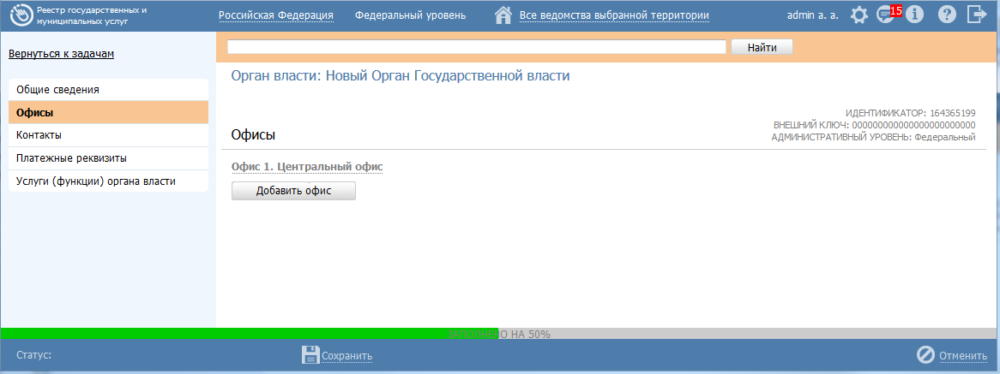 Реестр государственных и
муниципальных услуг
Российская Федерация
Федеральный уровень
Все ведомства выбранной территории
admin a. a.
15
Вернуться к задачам
Найти
Общие сведения
Офисы
Контакты
Платежные реквизиты
Услуги (функции) органа власти
Орган власти: Новый Орган Государственной власти
ИДЕНТИФИКАТОР: 164365199
ВНЕШНИЙ КЛЮЧ: 000000000000000000000000
АДМИНИСТРАТИВНЫЙ УРОВЕНЬ: Федеральный
Офисы
Офис 1. Центральный офис
Добавить офис
ЗАПОЛНЕНО НА 50%
Статус:
Сохранить
Отменить